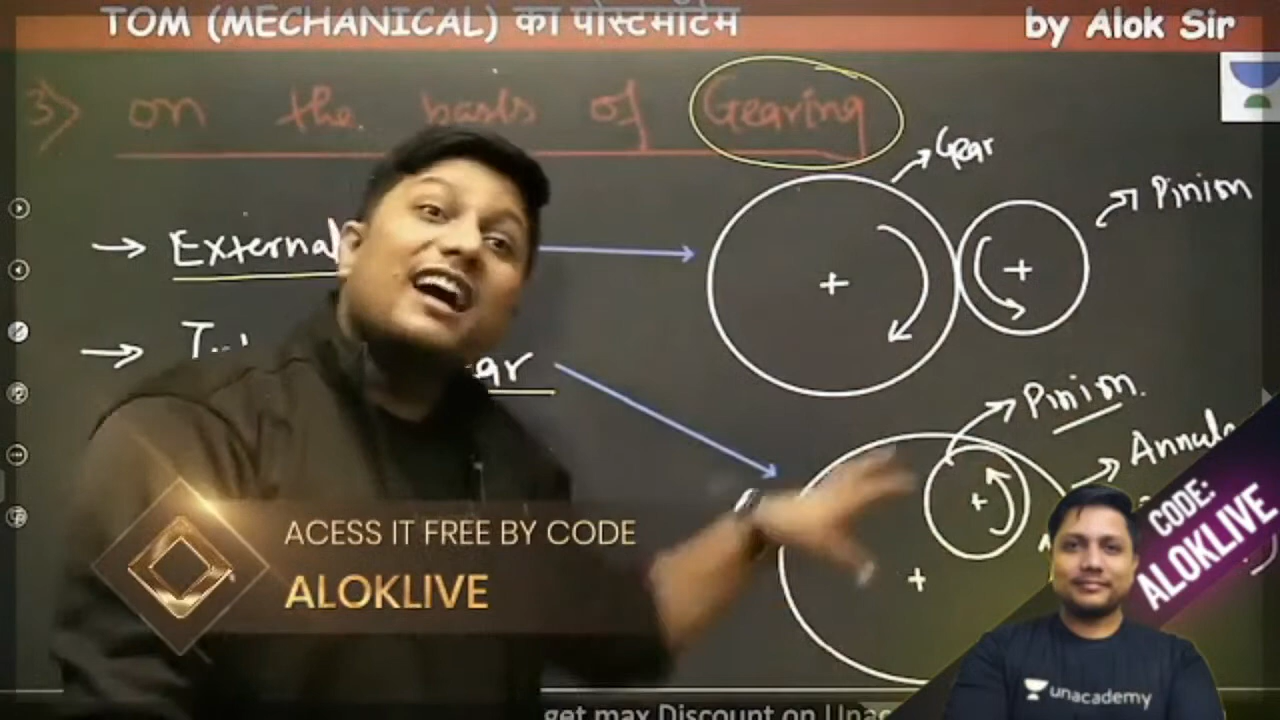 TOM (MECHANICAL) का पोस्टमॉर्टम
by Alok Sir
3) on the basis of Gearing
Gear
Pinion
→ External
→
Pinion.
ACESS IT FREE BY CODE
ALOKLIVE
CODE:
ALOKLIVE
unacademy
get max Discount on